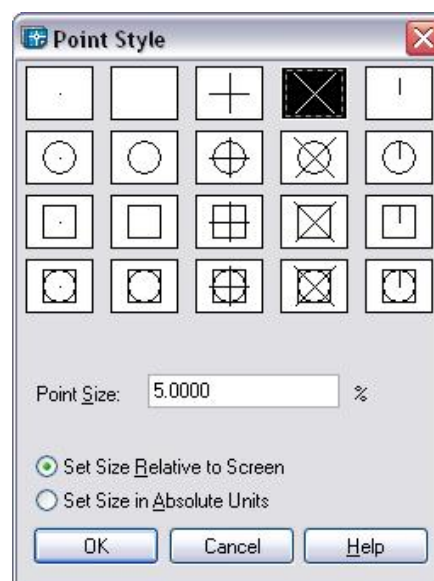 Point Style
Point Size: 5.0000 %
Set Size Relative to Screen
Set Size in Absolute Units
OK Cancel Help